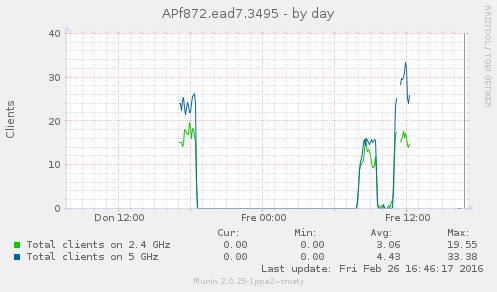 APf872.ead7.3495 - by day
RRDTOOL / TOBI OETIKER
Clients
40
30
20
10
0
Don 12:00 Fre 00:00 Fre 12:00
Cur: Min: Avg: Max:
Total clients on 2.4 GHz 0.00 0.00 3.06 19.55
Total clients on 5 GHz 0.00 0.00 4.43 33.38
Last update: Fri Feb 26 16:46:17 2016
Munin 2.0.25-1ppa2~trusty